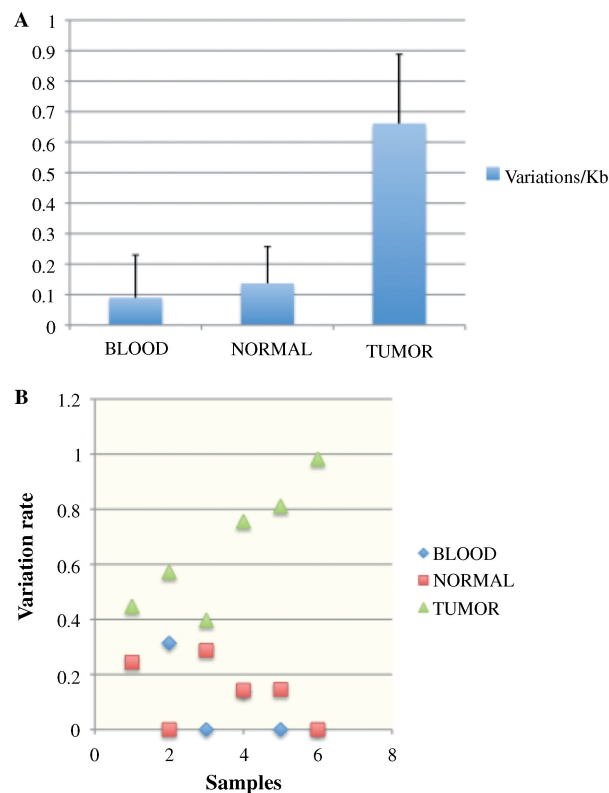 A
1
0.9
0.8
0.7
0.6
0.5
0.4
0.3
0.2
0.1
0
BLOOD NORMAL TUMOR
Variations/Kb
B
1.2
1
0.8
0.6
0.4
0.2
0
Variation rate
0 2 4 6 8
Samples
BLOOD
NORMAL
TUMOR